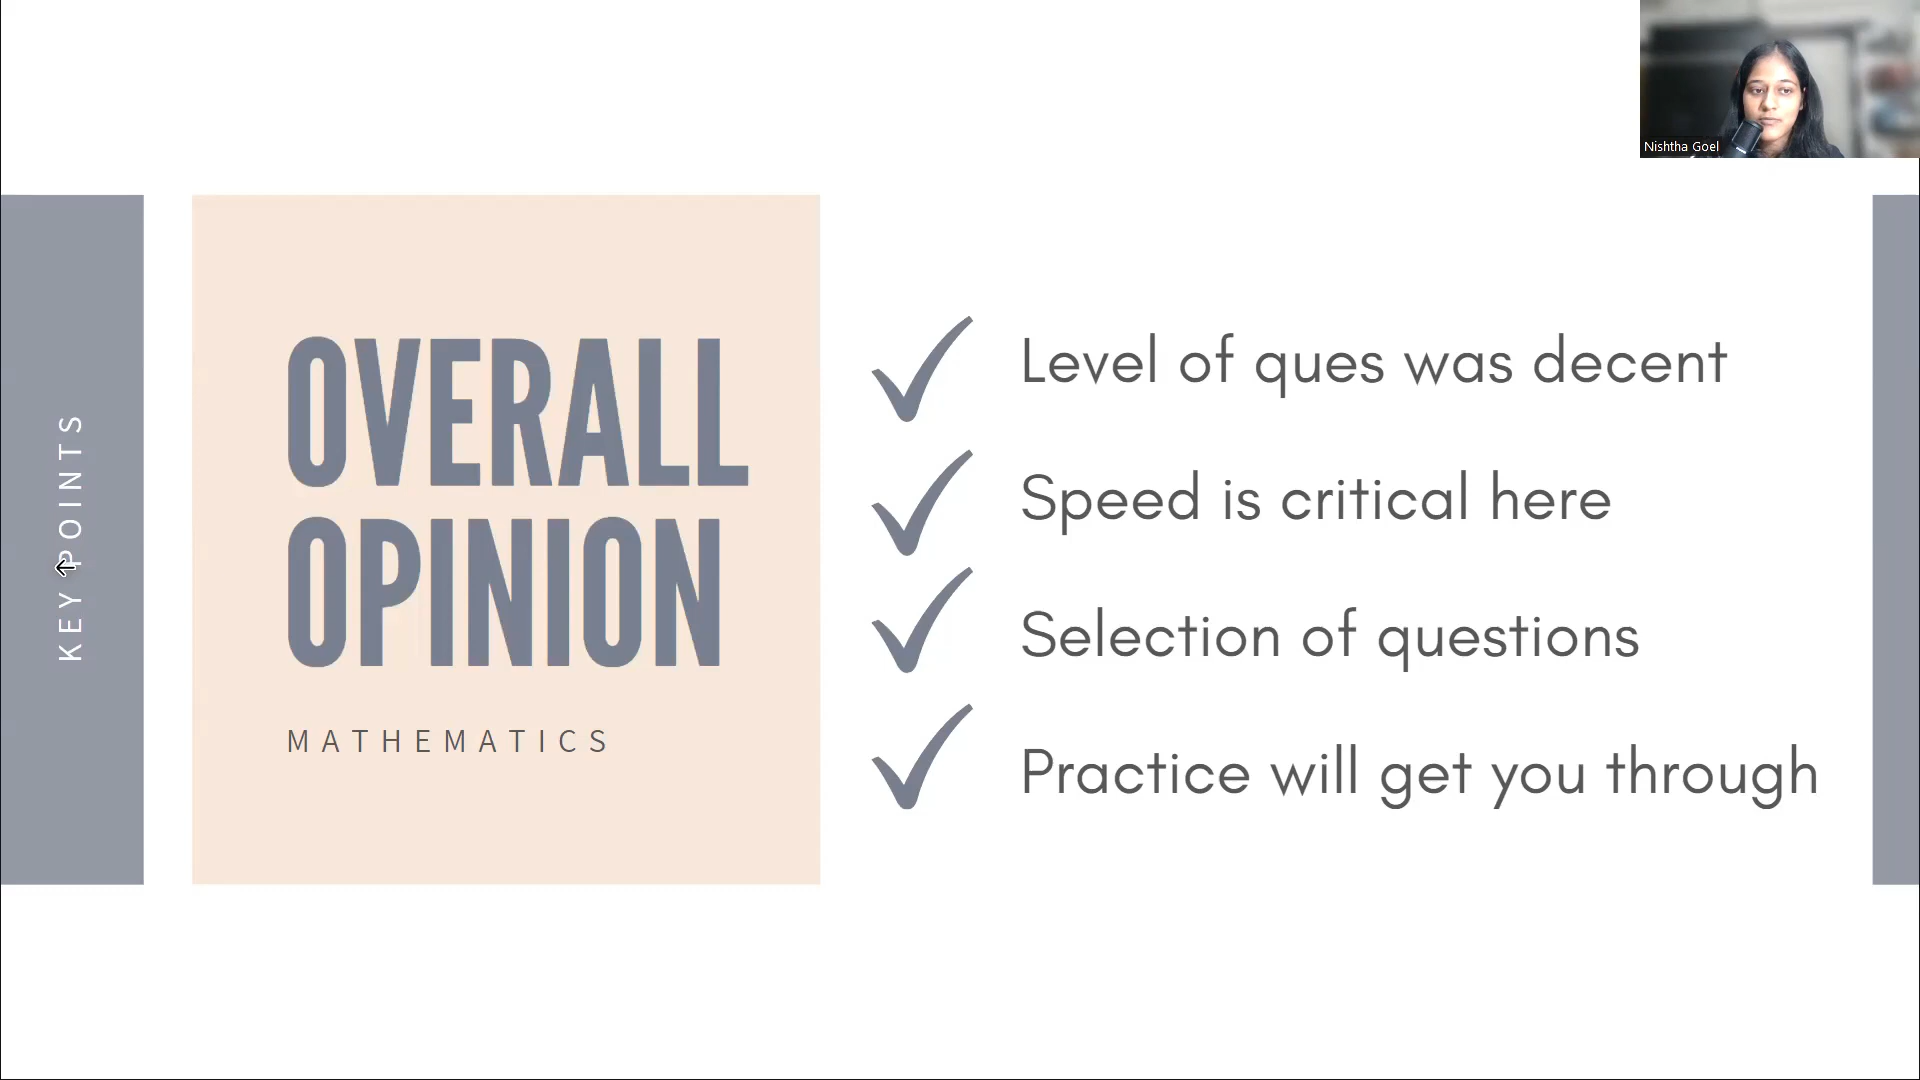 Nishtha Goel
KEY POINTS
OVERALL
OPINION
MATHEMATICS
Level of ques was decent
Speed is critical here
Selection of questions
Practice will get you through